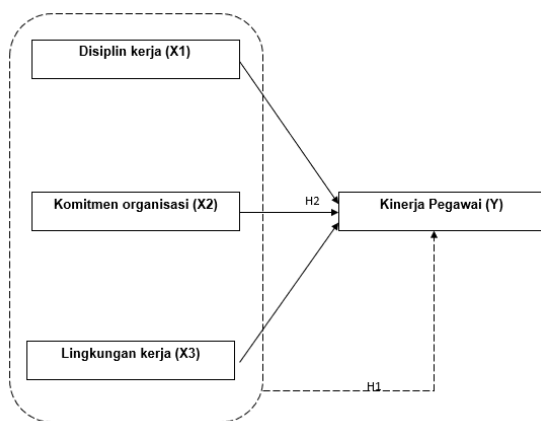 Disiplin kerja (X1)
Komitmen organisasi (X2)
H2
Kinerja Pegawai (Y)
Lingkungan kerja (X3)
H1